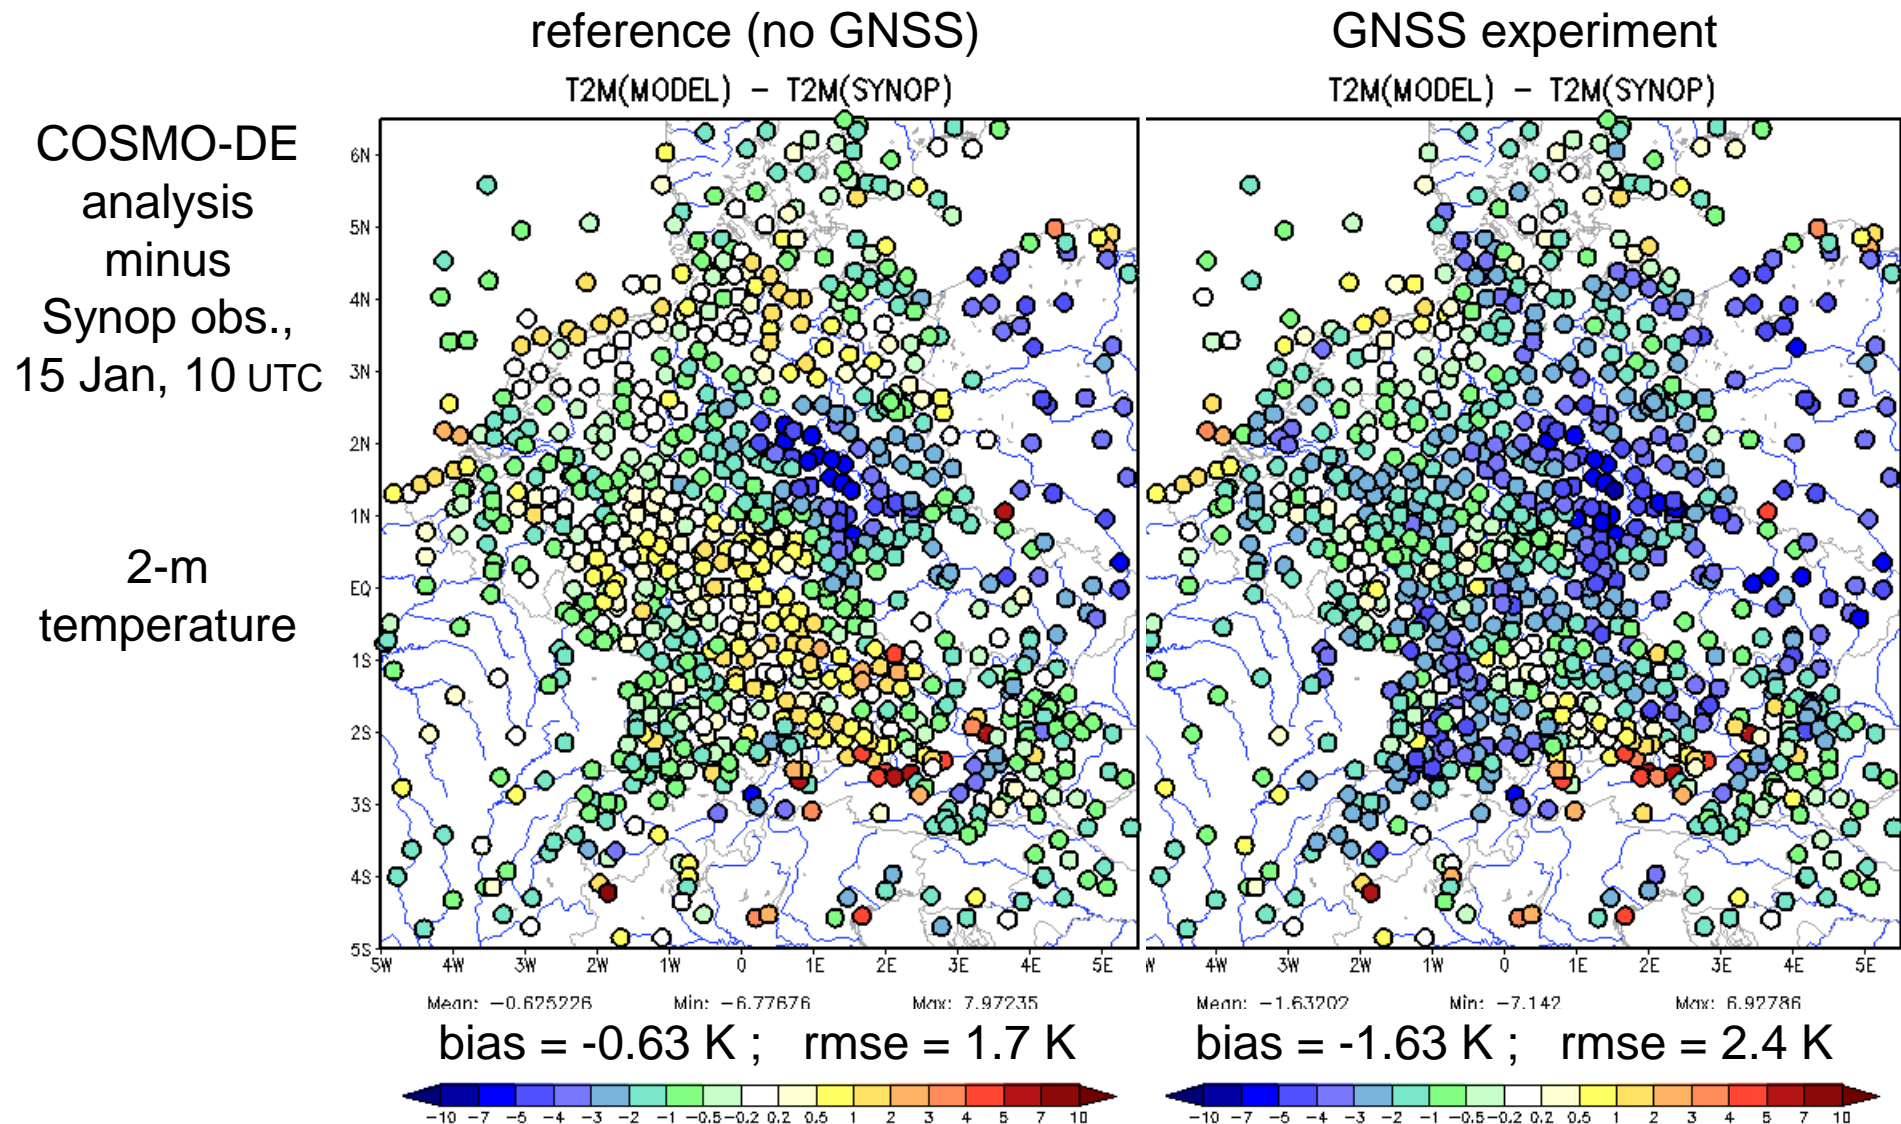 reference (no GNSS)
GNSS experiment
T2M(MODEL) − T2M(SYNOP)
T2M(MODEL) − T2M(SYNOP)
COSMO-DE
analysis
minus
Synop obs.,
15 Jan, 10 UTC
2-m
temperature
6N
5N
4N
3N
2N
1N
EQ
1S
2S
3S
4S
5S
5W 4W 3W 2W 1W 0 1E 2E 3E 4E 5E
W 4W 3W 2W 1W 0 1E 2E 3E 4E 5E
Mean: −0.625226 Min: −6.77676 Max: 7.97235
Mean: −1.63202 Min: −7.142 Max: 6.92786
bias = -0.63 K ; rmse = 1.7 K
bias = -1.63 K ; rmse = 2.4 K
−10 −7 −5 −4 −3 −2 −1 −0.5 −0.2 0.2 0.5 1 2 3 4 5 7 10
−10 −7 −5 −4 −3 −2 −1 −0.5 −0.2 0.2 0.5 1 2 3 4 5 7 10